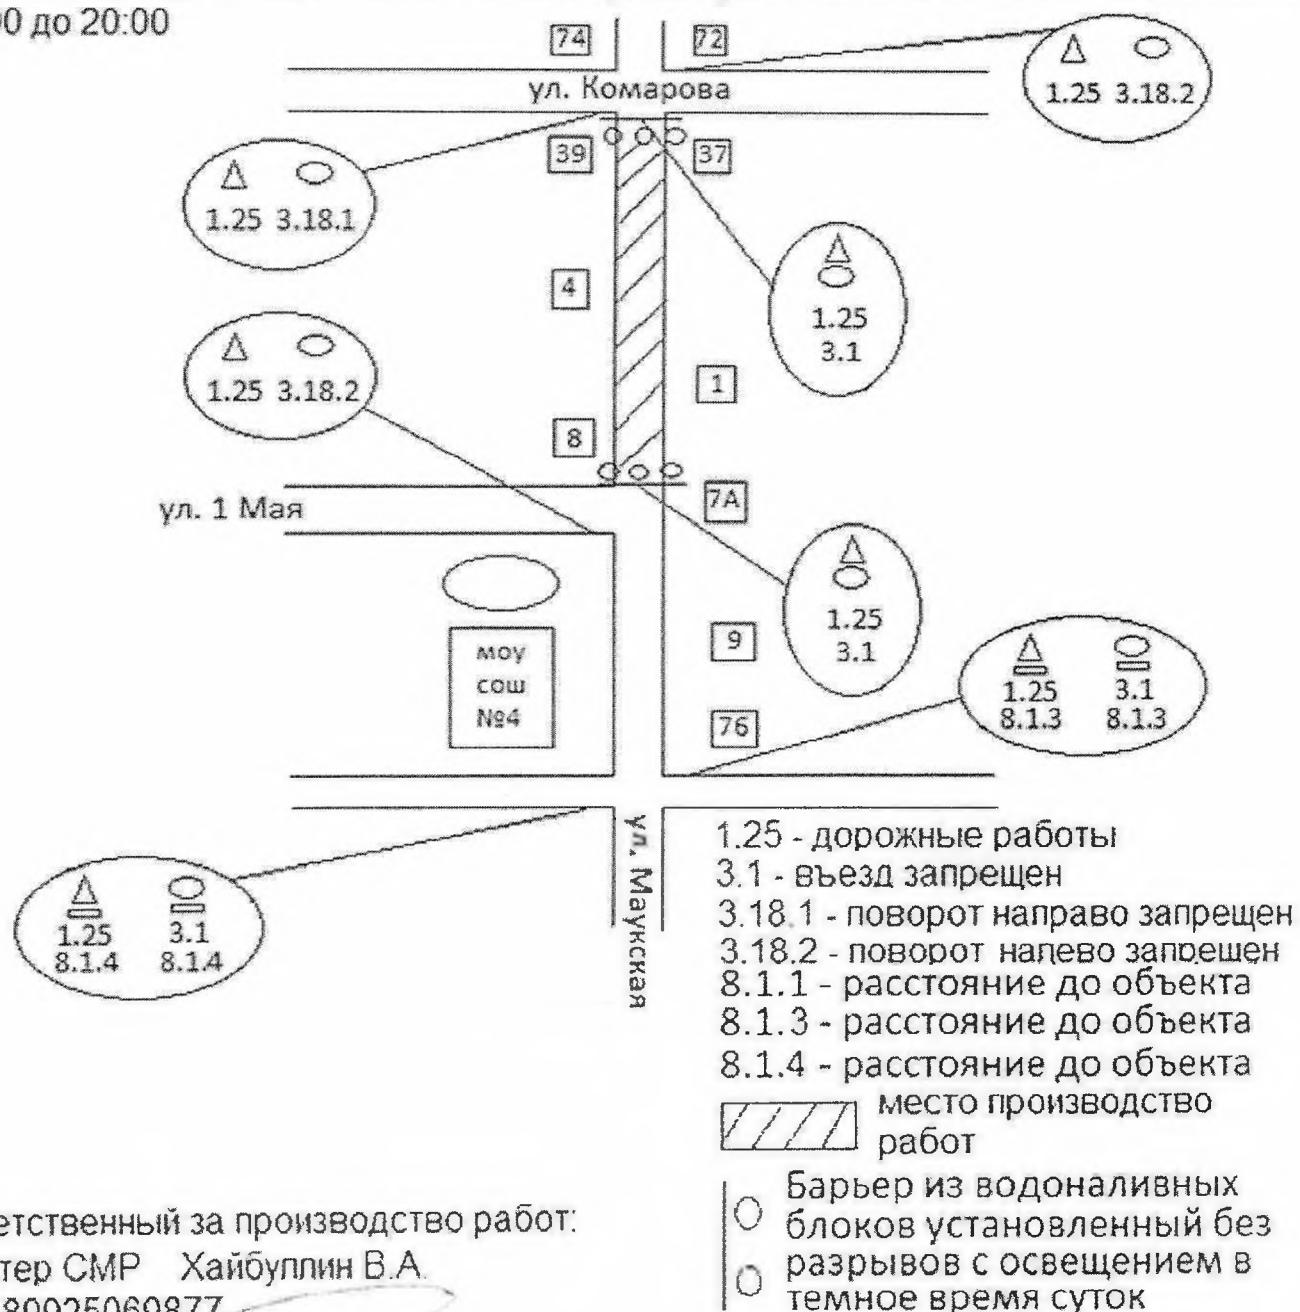 00 до 20:00
74
72
ул. Комарова
1.25 3.18.2
39
37
1.25 3.18.1
4
1.25
3.1
1.25 3.18.2
1
8
ул. 1 Мая
7А
1.25
3.1
моу
сош
№4
9
76
1.25 3.1
8.1.3 8.1.3
1.25 3.1
8.1.4 8.1.4
ул. Маукская
1.25 - дорожные работы
3.1 - въезд запрещен
3.18.1 - поворот направо запрещен
3.18.2 - поворот налево запрещен
8.1.1 - расстояние до объекта
8.1.3 - расстояние до объекта
8.1.4 - расстояние до объекта
место производство
работ
Барьер из водоналивных
блоков установленный без
разрывов с освещением в
темное время суток
етственный за производство работ:
тер СМР Хайбуллин В.А.
89925069877